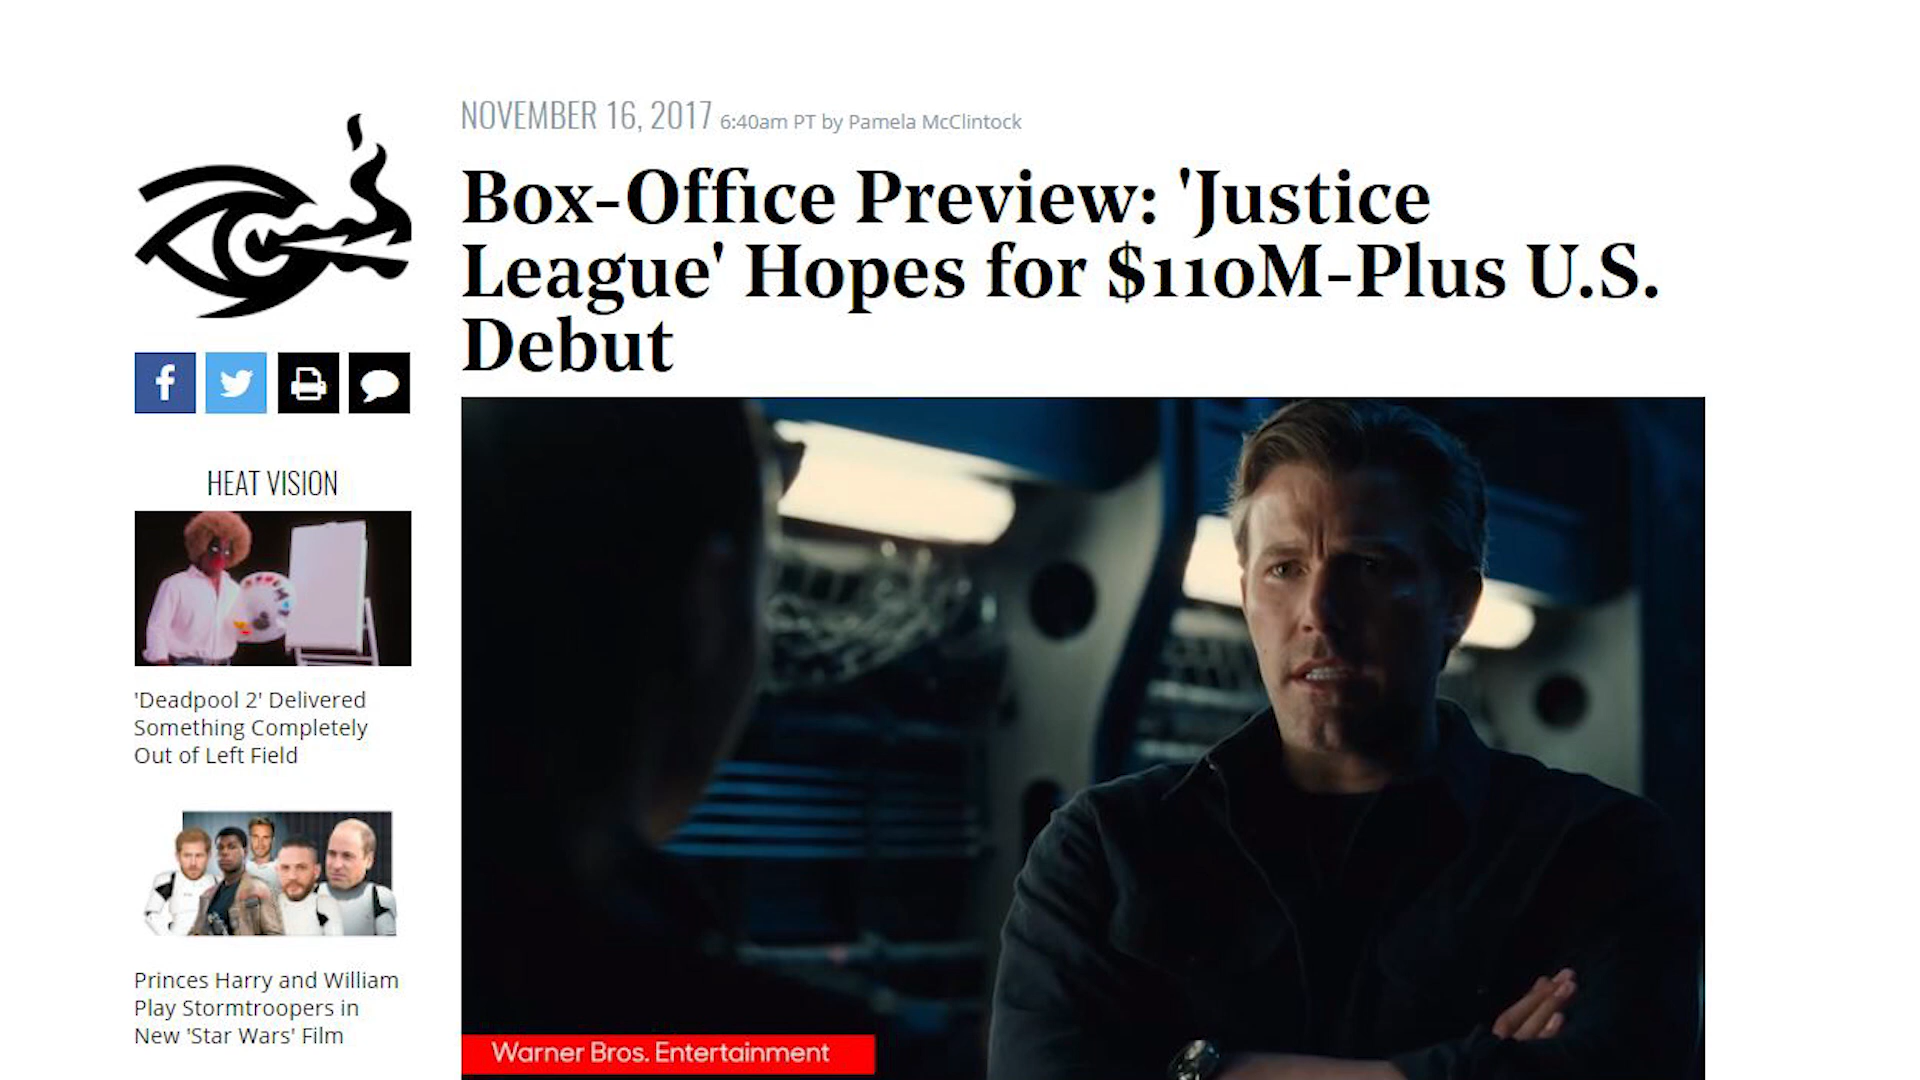 NOVEMBER 16, 2017 6:40am PT by Pamela McClintock
Box-Office Preview: 'Justice
League' Hopes for $110M-Plus U.S.
Debut
HEAT VISION
'Deadpool 2' Delivered
Something Completely
Out of Left Field
Princes Harry and William
Play Stormtroopers in
New 'Star Wars' Film
Warner Bros. Entertainment